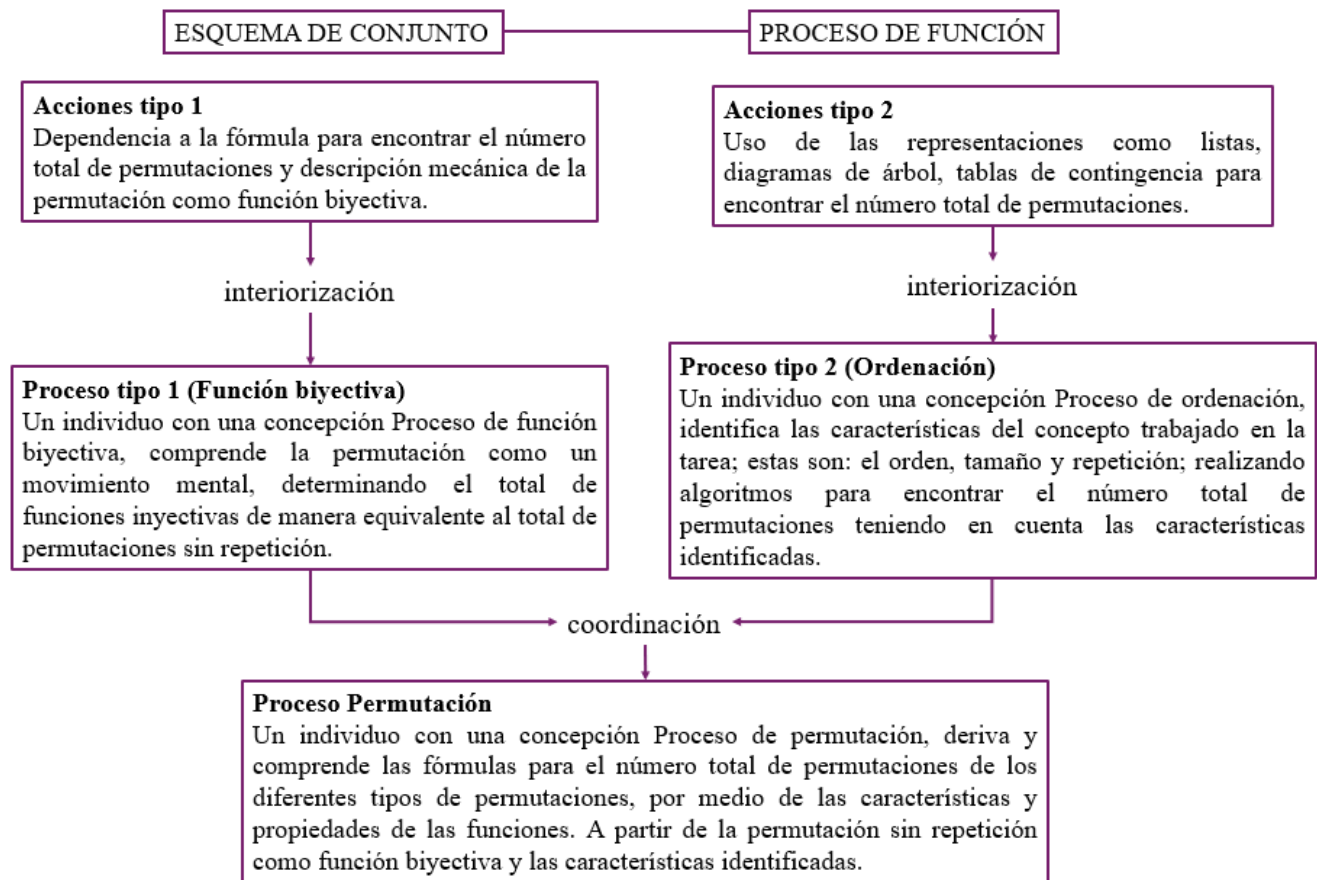 ESQUEMA DE CONJUNTO
PROCESO DE FUNCIÓN
Acciones tipo 1
Dependencia a la fórmula para encontrar el número
total de permutaciones y descripción mecánica de la
permutación como función biyectiva.
Acciones tipo 2
Uso de las representaciones como listas,
diagramas de árbol, tablas de contingencia para
encontrar el número total de permutaciones.
interiorización
interiorización
Proceso tipo 1 (Función biyectiva)
Un individuo con una concepción Proceso de función
biyectiva, comprende la permutación como un
movimiento mental, determinando el total de
funciones inyectivas de manera equivalente al total de
permutaciones sin repetición.
Proceso tipo 2 (Ordenación)
Un individuo con una concepción Proceso de ordenación,
identifica las características del concepto trabajado en la
tarea; estas son: el orden, tamaño y repetición; realizando
algoritmos para encontrar el número total de
permutaciones teniendo en cuenta las características
identificadas.
coordinación
Proceso Permutación
Un individuo con una concepción Proceso de permutación, deriva y
comprende las fórmulas para el número total de permutaciones de los
diferentes tipos de permutaciones, por medio de las características y
propiedades de las funciones. A partir de la permutación sin repetición
como función biyectiva y las características identificadas.